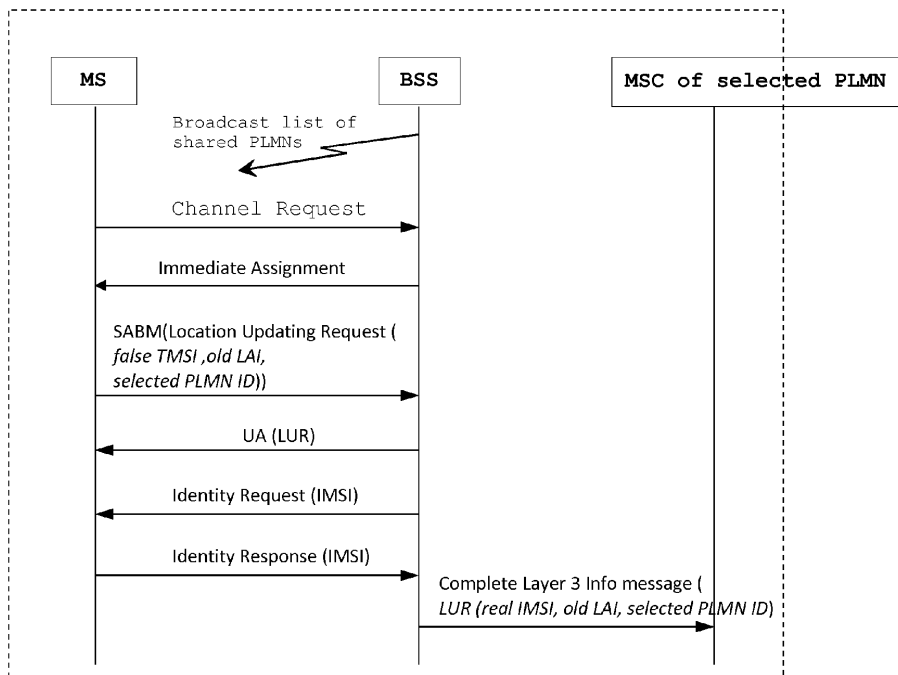 MS
BSS
MSC of selected PLMN
Broadcast list of
shared PLMNs
Channel Request
Immediate Assignment
SABM(Location Updating Request (
false TMSI ,old LAI,
selected PLMN ID))
UA (LUR)
Identity Request (IMSI)
Identity Response (IMSI)
Complete Layer 3 Info message (
LUR (real IMSI, old LAI, selected PLMN ID)